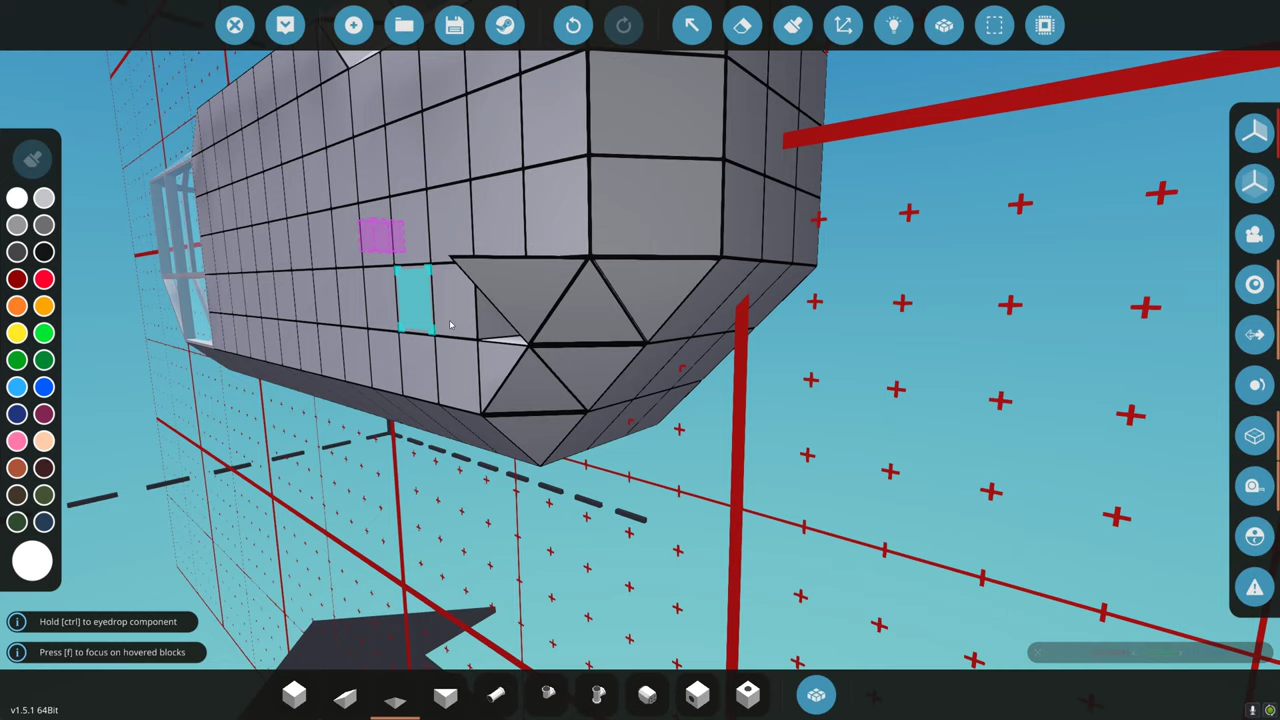 Hold [ctrl] to eyedrop component
Press [f] to focus on hovered blocks
v1.5.1 64Bit